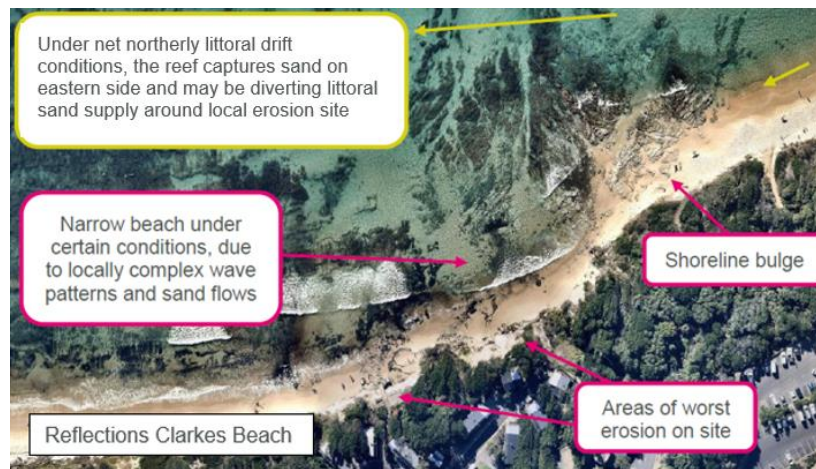 Under net northerly littoral drift
conditions, the reef captures sand on
eastern side and may be diverting littoral
sand supply around local erosion site
Narrow beach under
certain conditions, due
to locally complex wave
patterns and sand flows
Shoreline bulge
Areas of worst
erosion on site
Reflections Clarkes Beach